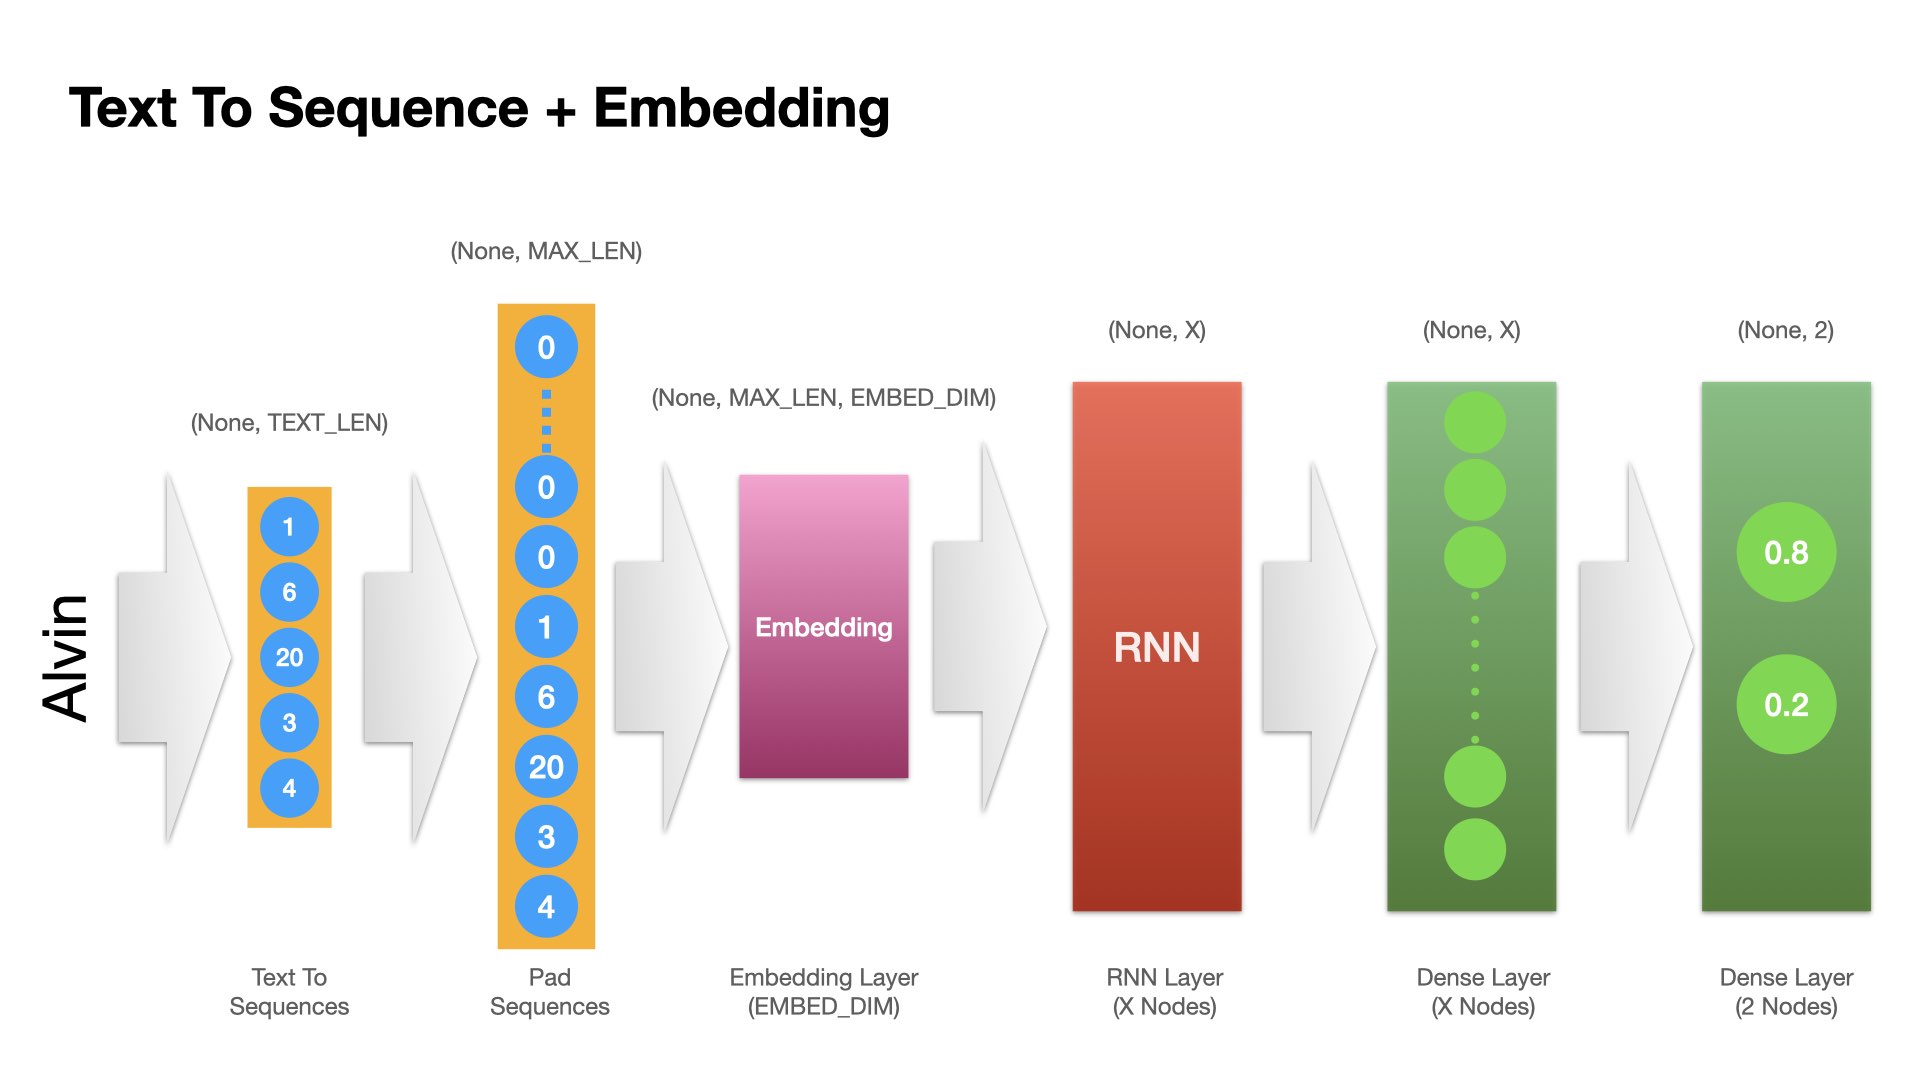 Text To Sequence + Embedding
Alvin
(None, TEXT_LEN)
1
6
20
3
4
Text To
Sequences
(None, MAX_LEN)
0
0
0
1
6
20
3
4
Pad
Sequences
(None, MAX_LEN, EMBED_DIM)
Embedding
Embedding Layer
(EMBED_DIM)
(None, X)
RNN
RNN Layer
(X Nodes)
(None, X)
Dense Layer
(X Nodes)
(None, 2)
0.8
0.2
Dense Layer
(2 Nodes)